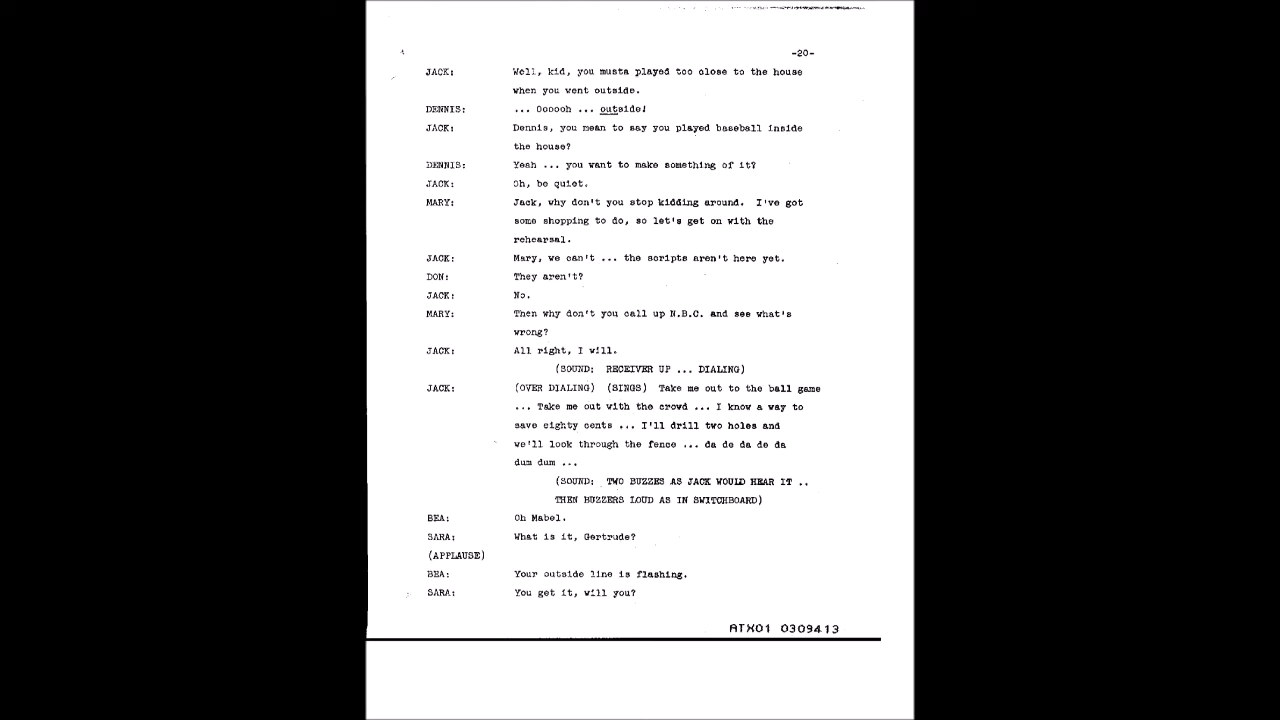 -20-
JACK: Well, kid, you musta played too close to the house
when you went outside.
DENNIS: ... Oooooh ... outside!
JACK: Dennis, you mean to say you played baseball inside
the house?
DENNIS: Yeah ... you want to make something of it?
JACK: Oh, be quiet.
MARY: Jack, why don't you stop kidding around. I've got
some shopping to do, so let's get on with the
rehearsal.
JACK: Mary, we can't ... the scripts aren't here yet.
DON: They aren't?
JACK: No.
MARY: Then why don't you call up N.B.C. and see what's
wrong?
JACK: All right, I will.
(SOUND: RECEIVER UP ... DIALING)
JACK: (OVER DIALING) (SINGS) Take me out to the ball game
... Take me out with the crowd ... I know a way to
save eighty cents ... I'll drill two holes and
we'll look through the fence ... da de da de da
dum dum ...
(SOUND: TWO BUZZES AS JACK WOULD HEAR IT ..
THEN BUZZERS LOUD AS IN SWITCHBOARD)
BEA: Oh Mabel.
SARA: What is it, Gertrude?
(APPLAUSE)
BEA: Your outside line is flashing.
SARA: You get it, will you?
ATX01 0309413